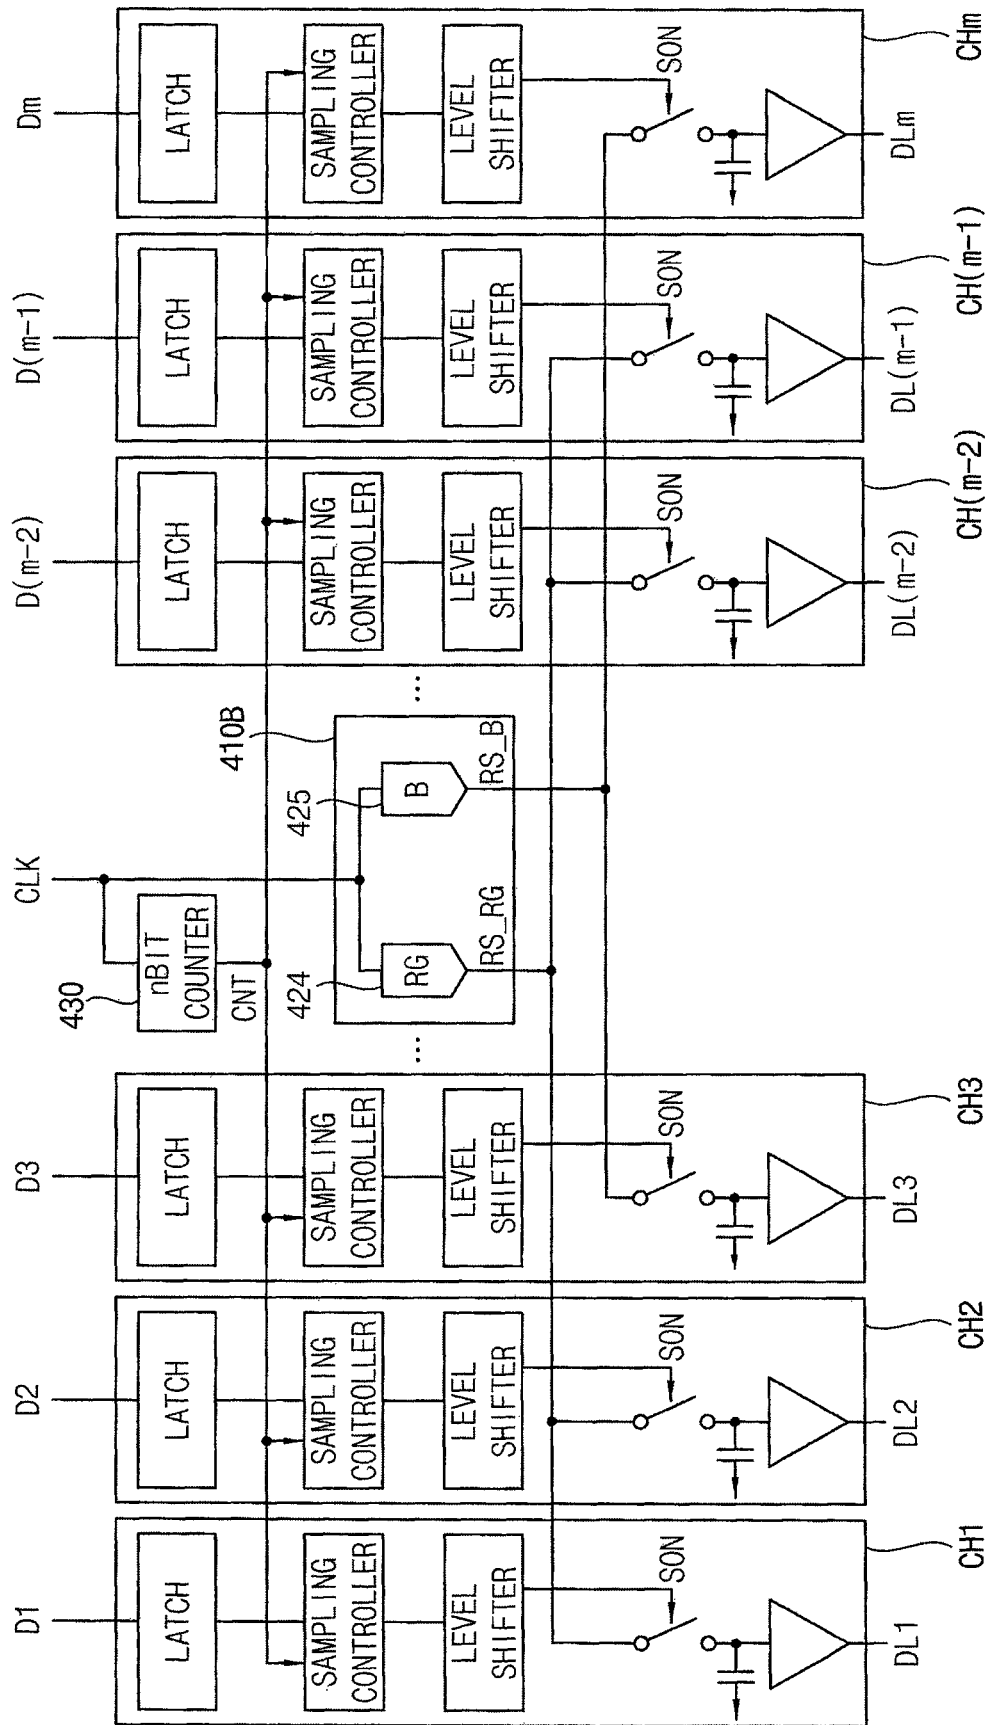 D1
D2
D3
CLK
D(m-2)
D(m-1)
Dm
LATCH
LATCH
LATCH
430
nBIT
COUNTER
CNT
LATCH
LATCH
LATCH
SAMPLING
CONTROLLER
SAMPLING
CONTROLLER
SAMPLING
CONTROLLER
SAMPLING
CONTROLLER
SAMPLING
CONTROLLER
SAMPLING
CONTROLLER
...
410B
...
424
RG
425
B
RS_RG
RS_B
LEVEL
SHIFTER
LEVEL
SHIFTER
LEVEL
SHIFTER
LEVEL
SHIFTER
LEVEL
SHIFTER
LEVEL
SHIFTER
SON
SON
SON
SON
SON
SON
DL1
DL2
DL3
DL(m-2)
DL(m-1)
DLm
CH1
CH2
CH3
CH(m-2)
CH(m-1)
CHm